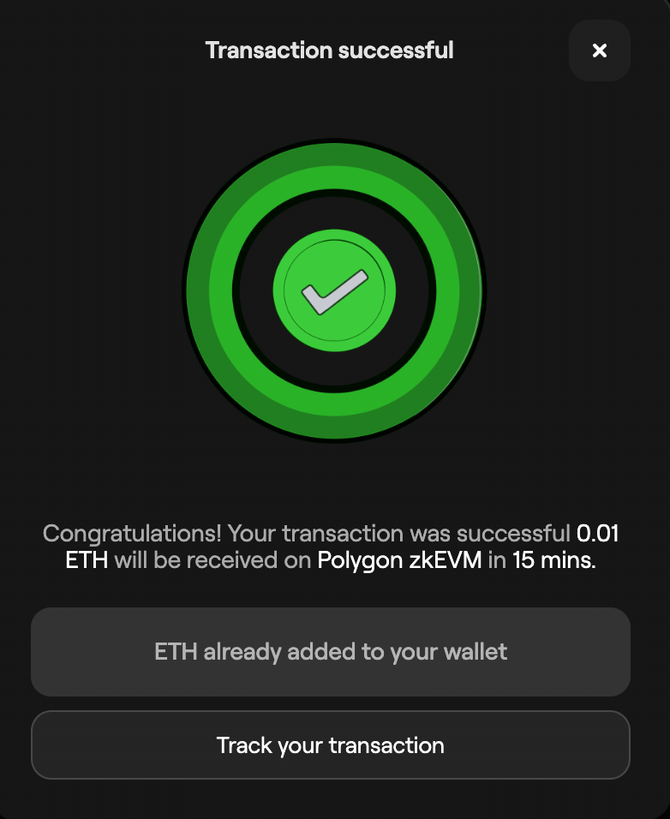 Transaction successful
Congratulations! Your transaction was successful 0.01
ETH will be received on Polygon zkEVM in 15 mins.
ETH already added to your wallet
Track your transaction